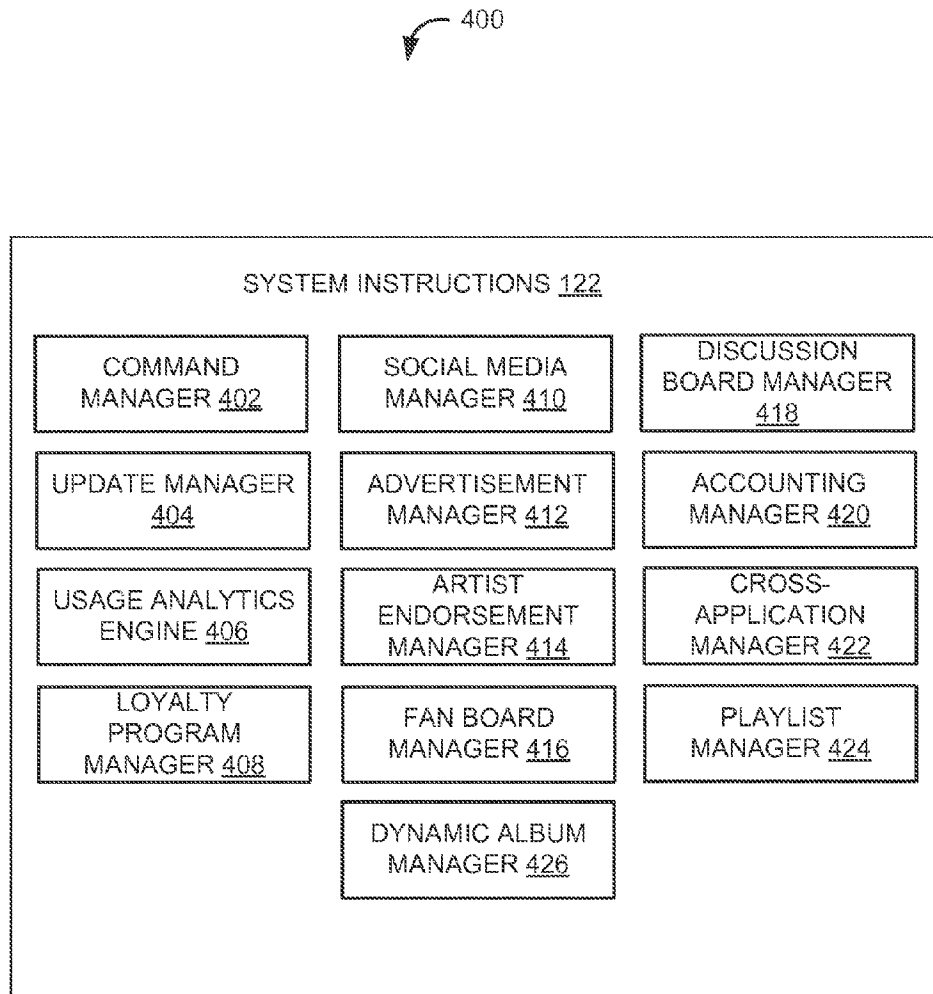 400
SYSTEM INSTRUCTIONS 122
COMMAND
MANAGER 402
SOCIAL MEDIA
MANAGER 410
DISCUSSION
BOARD MANAGER
418
UPDATE MANAGER
404
ADVERTISEMENT
MANAGER 412
ACCOUNTING
MANAGER 420
USAGE ANALYTICS
ENGINE 406
ARTIST
ENDORSEMENT
MANAGER 414
CROSS-
APPLICATION
MANAGER 422
LOYALTY
PROGRAM
MANAGER 408
FAN BOARD
MANAGER 416
PLAYLIST
MANAGER 424
DYNAMIC ALBUM
MANAGER 426